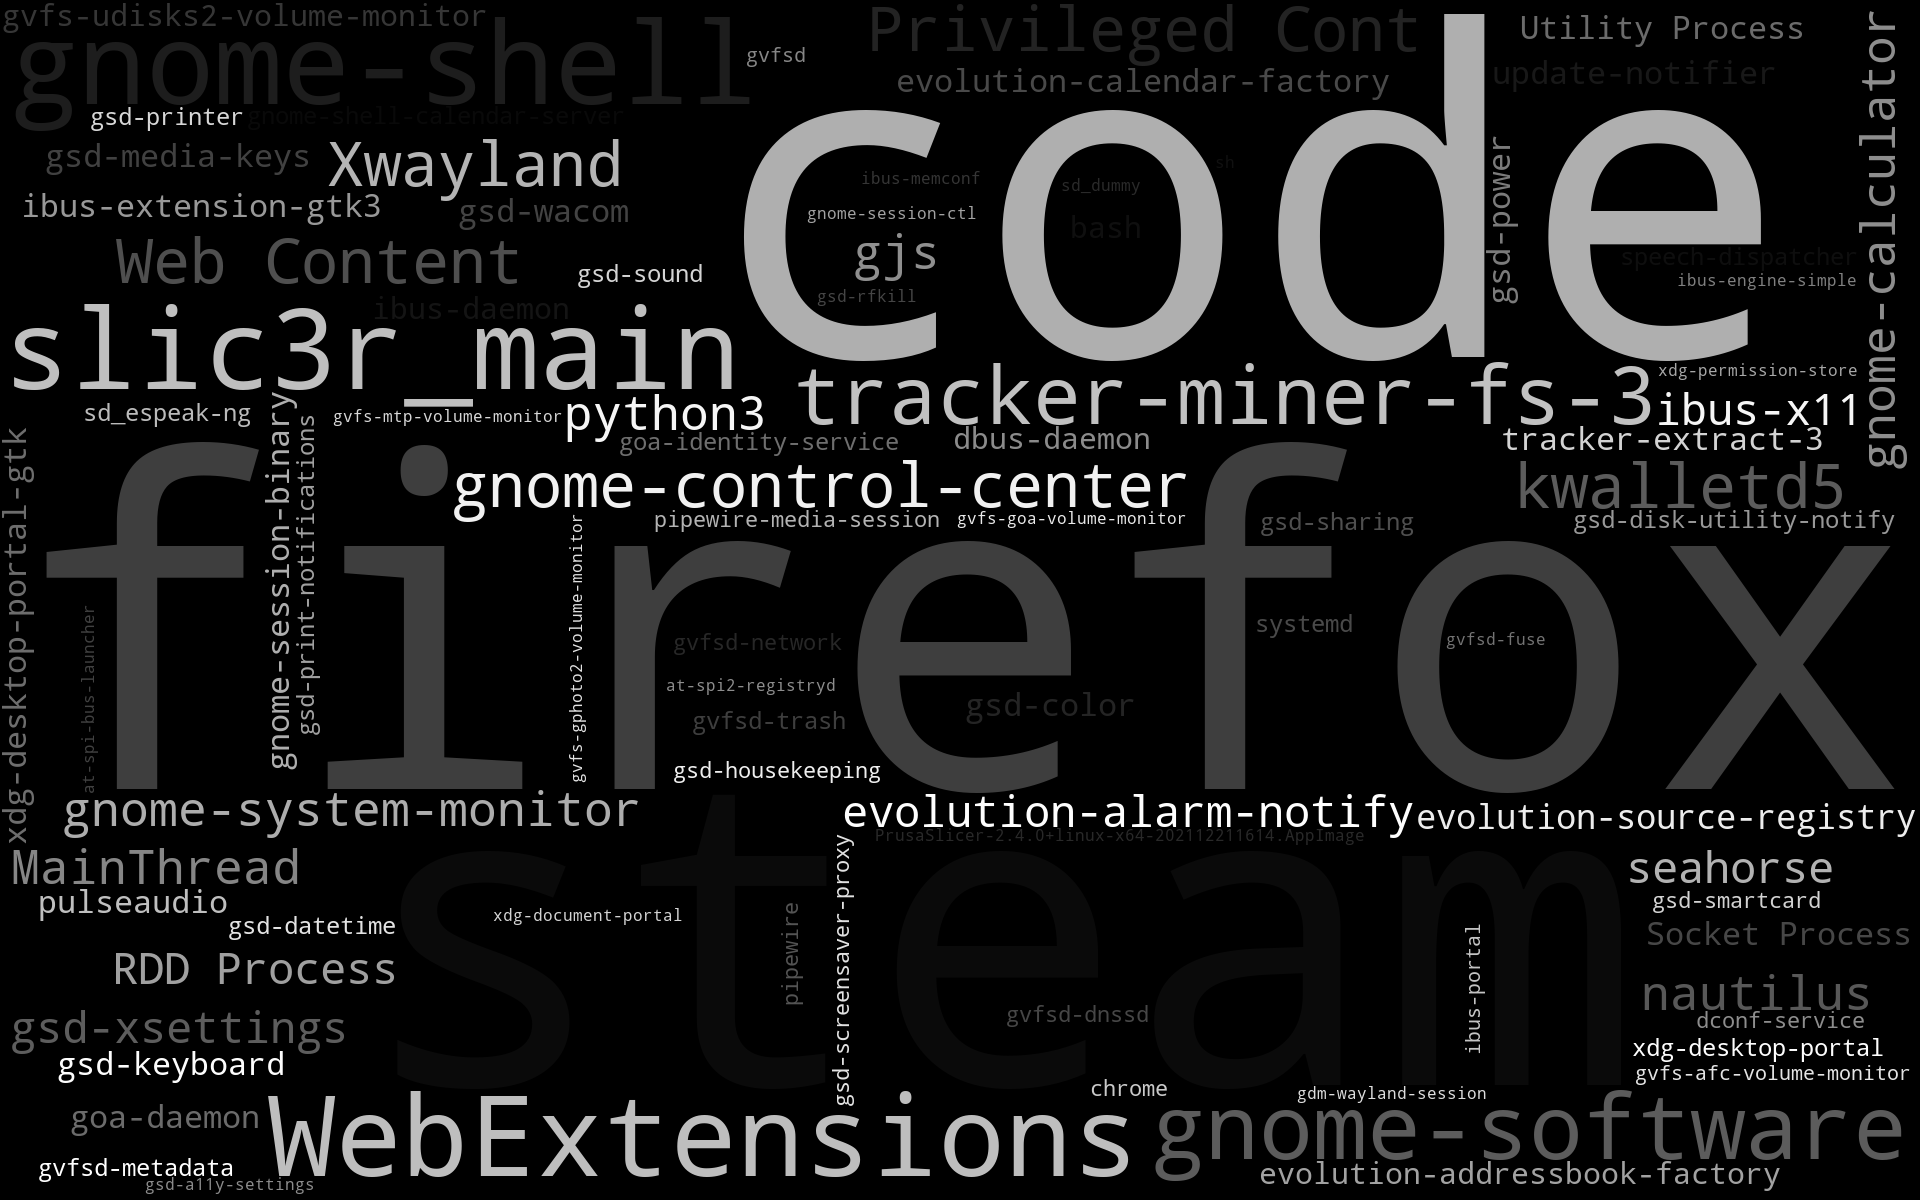 gvfs-udisks2-volume-monitor
gnome-shell
gvfsd
Privileged Cont
Utility Process
evolution-calendar-factory
update-notifier
gnome-calculator
code
gsd-printer
gnome-shell-calendar-server
gsd-media-keys
Xwayland
ibus-extension-gtk3
gsd-wacom
ibus-memconf
sd_dummy
sh
gnome-session-ctl
bash
gjs
gsd-rfkill
gsd-power
speech-dispatcher
ibus-engine-simple
Web Content
gsd-sound
ibus-daemon
slic3r_main
tracker-miner-fs-3
xdg-permission-store
ibus-x11
sd_espeak-ng
gnome-session-binary
gsd-print-notifications
gvfs-mtp-volume-monitor
python3
goa-identity-service
dbus-daemon
tracker-extract-3
xdg-desktop-portal-gtk
firefox
gnome-control-center
kwalletd5
pipewire-media-session
gvfs-goa-volume-monitor
gsd-sharing
gsd-disk-utility-notify
gvfs-gphoto2-volume-monitor
at-spi-bus-launcher
gvfsd-network
systemd
gvfsd-fuse
at-spi2-registryd
gsd-color
gvfsd-trash
gsd-housekeeping
gnome-system-monitor
evolution-alarm-notify
evolution-source-registry
PrusaSlicer-2.4.0+linux-x64-202112211614.AppImage
steam
MainThread
seahorse
pulseaudio
gsd-smartcard
gsd-datetime
xdg-document-portal
pipewire
gsd-screensaver-proxy
ibus-portal
Socket Process
RDD Process
nautilus
gsd-xsettings
gvfsd-dnssd
dconf-service
gsd-keyboard
xdg-desktop-portal
gvfs-afc-volume-monitor
chrome
gdm-wayland-session
goa-daemon
WebExtensions
gnome-software
gvfsd-metadata
evolution-addressbook-factory
gsd-a11y-settings